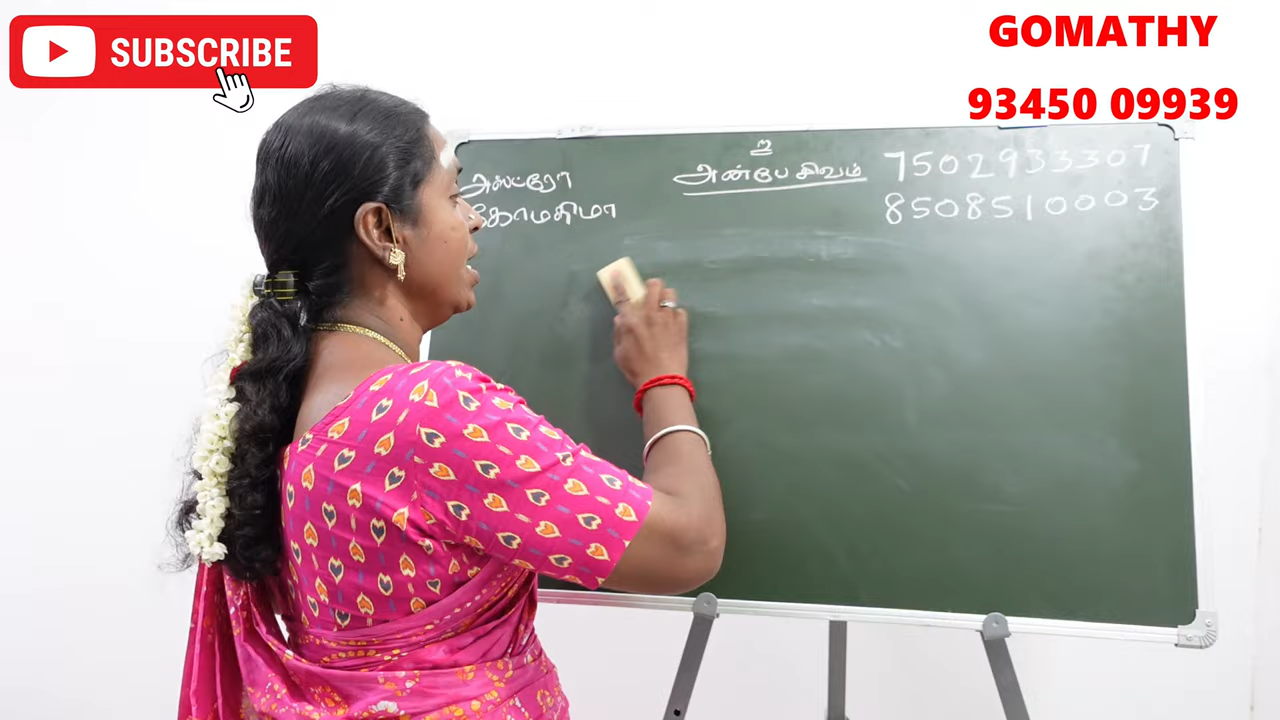 SUBSCRIBE
GOMATHY
93450 09939
உ
அன்பே சிவம்
அஸ்ட்ரோ
கோமதிமா
7502933307
8508510003